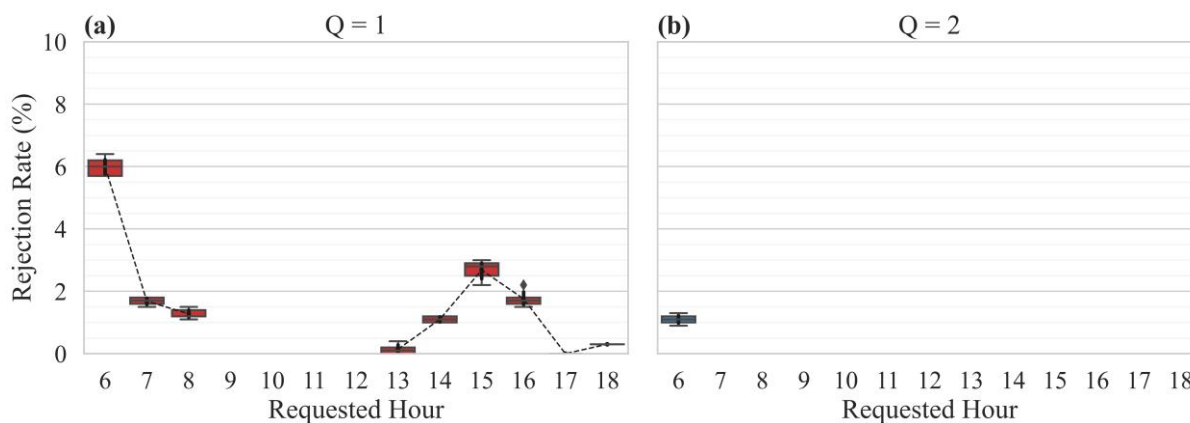 (a) Q = 1
(b) Q = 2
Rejection Rate (%)
10
8
6
4
2
0
6 7 8 9 10 11 12 13 14 15 16 17 18
6 7 8 9 10 11 12 13 14 15 16 17 18
Requested Hour
Requested Hour